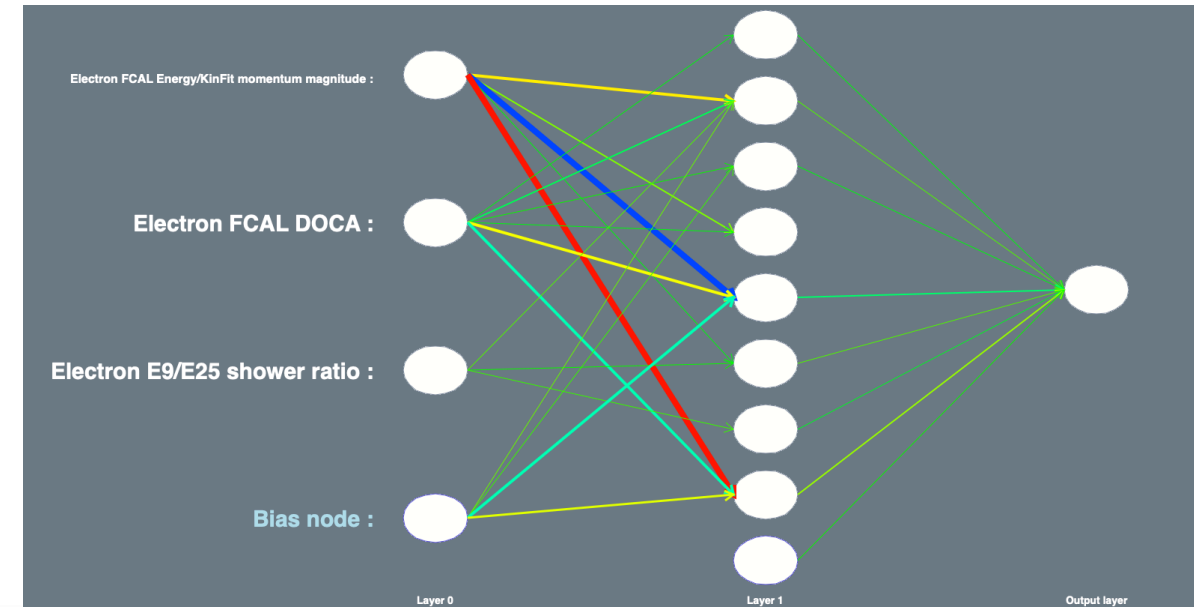 Electron FCAL Energy/KinFit momentum magnitude :
Electron FCAL DOCA :
Electron E9/E25 shower ratio :
Bias node :
Layer 0
Layer 1
Output layer